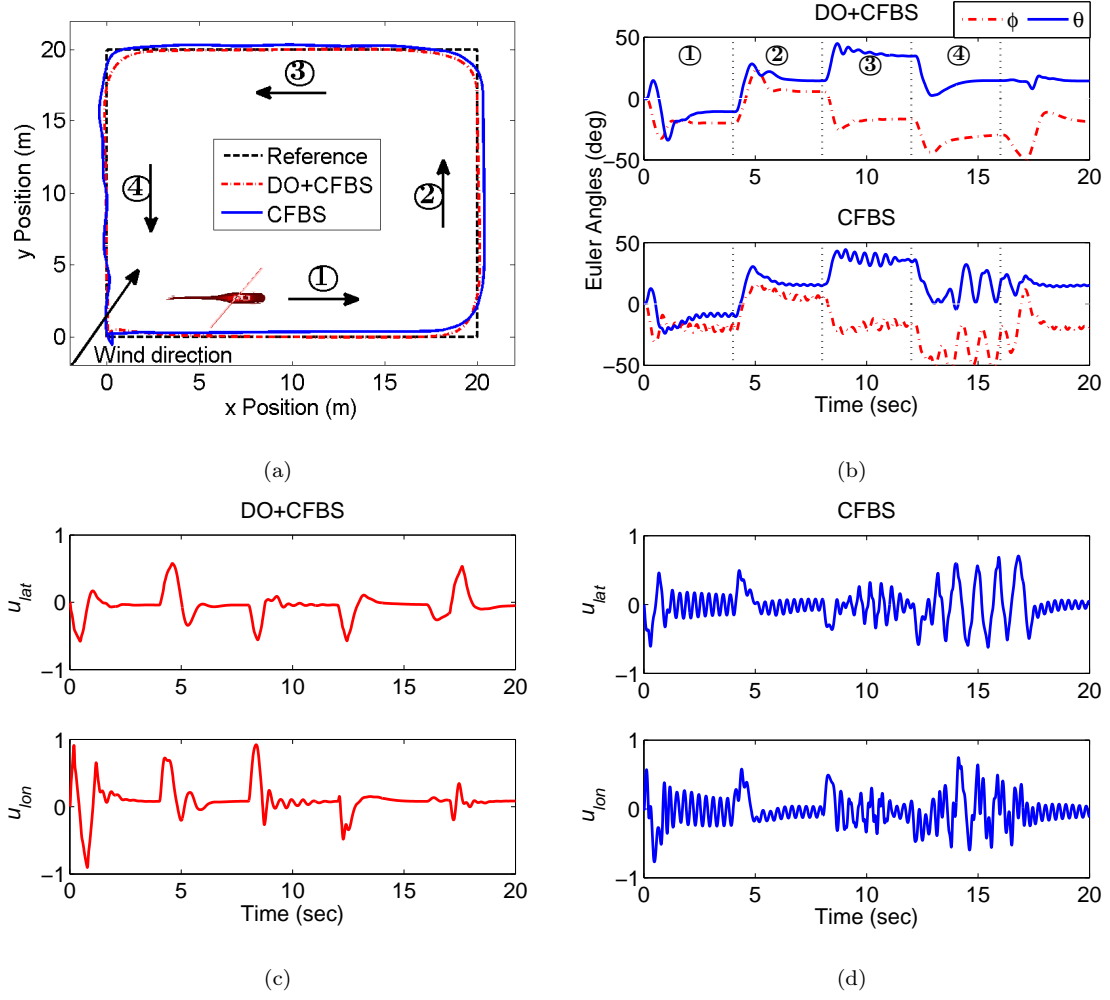 20
15
10
5
0
0
5
10
15
20
y Position (m)
x Position (m)
③
②
④
①
Reference
DO+CFBS
CFBS
Wind direction
(a)
DO+CFBS
ϕ
θ
50
0
−50
0
5
10
15
20
①
②
③
④
CFBS
50
0
−50
0
5
10
15
20
Euler Angles (deg)
Time (sec)
(b)
DO+CFBS
1
0
−1
u_lat
0
5
10
15
20
1
0
−1
u_lon
0
5
10
15
20
Time (sec)
(c)
CFBS
1
0
−1
u_lat
0
5
10
15
20
1
0
−1
u_lon
0
5
10
15
20
Time (sec)
(d)